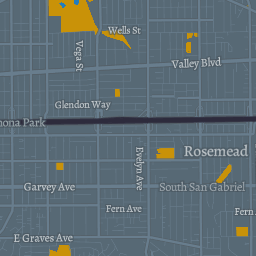 Wells St
Vega St
Valley Blvd
Glendon Way
nona Park
Evelyn Ave
Rosemead
Garvey Ave
South San Gabriel
Fern Ave
Fern
E Graves Ave